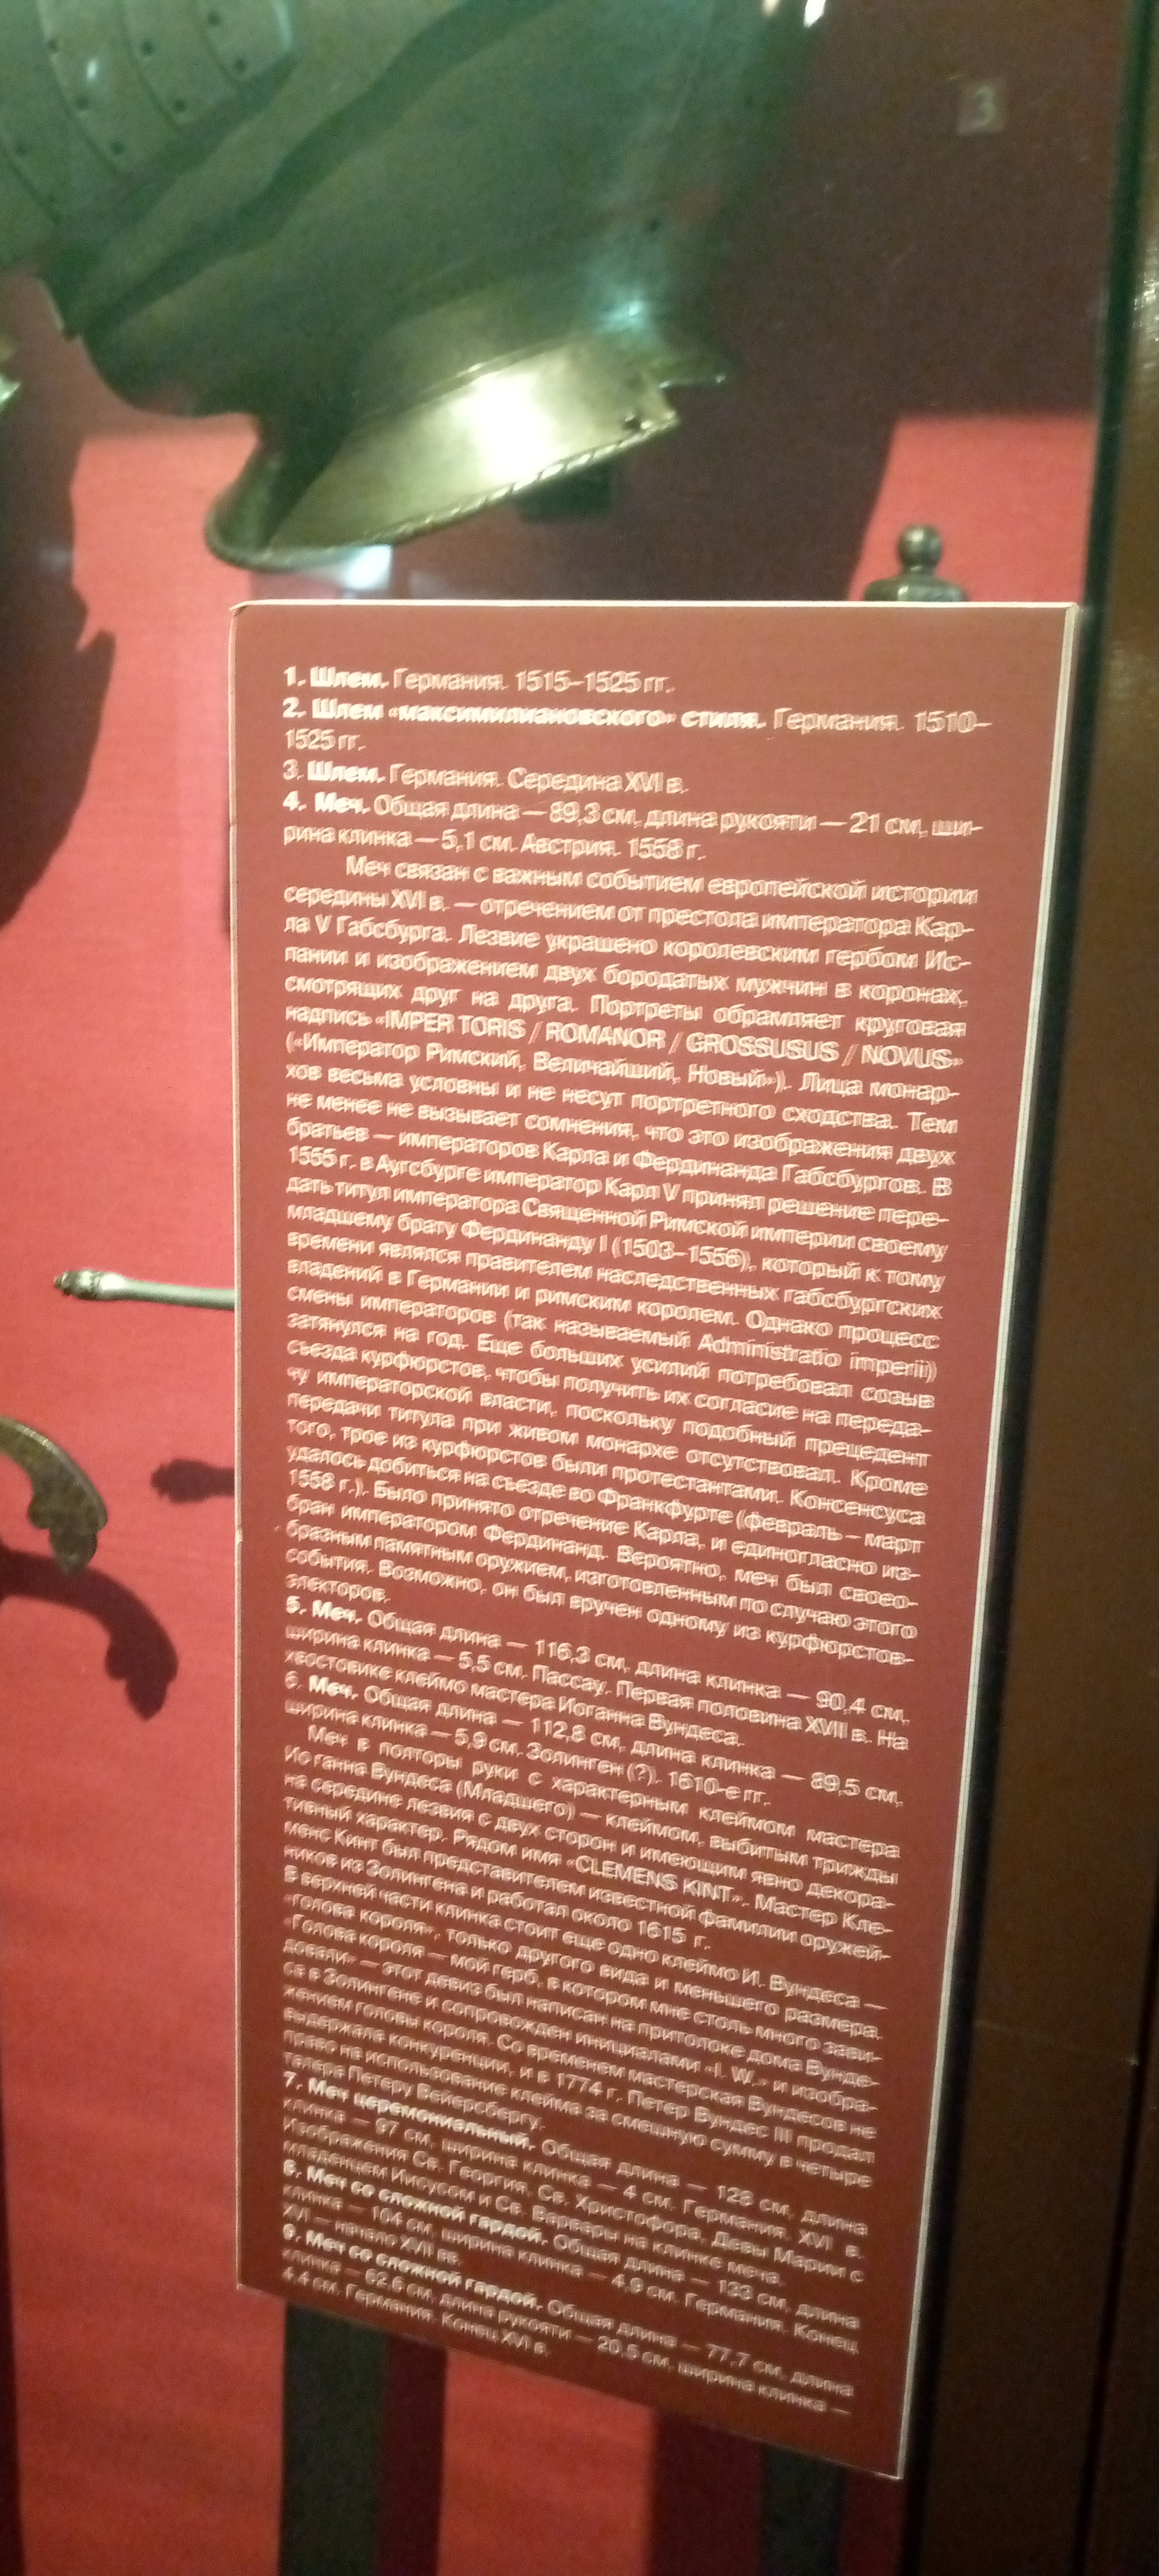 3
1. Шлем. Германия. 1515–1525 гг.
2. Шлем «максимилиановского» стиля. Германия. 1510–
1525 гг.
3. Шлем. Германия. Середина XVI в.
4. Меч. Общая длина — 89,3 см, длина рукояти — 21 см, ши-
рина клинка — 5,1 см. Австрия. 1558 г.
Меч связан с важным событием европейской истории
середины XVI в. — отречением от престола императора Кар-
ла V Габсбурга. Лезвие украшено королевским гербом Ис-
пании и изображением двух бородатых мужчин в коронах,
смотрящих друг на друга. Портреты обрамляет круговая
надпись «IMPER TORIS / ROMANOR / GROSSUSUS / NOVUS»
(«Император Римский, Величайший, Новый»). Лица монар-
хов весьма условны и не несут портретного сходства. Тем
не менее не вызывает сомнения, что это изображения двух
братьев — императоров Карла и Фердинанда Габсбургов. В
1555 г. в Аугсбурге император Карл V принял решение пере-
дать титул императора Священной Римской империи своему
младшему брату Фердинанду I (1503–1556), который к тому
времени являлся правителем наследственных габсбургских
владений в Германии и римским королем. Однако процесс
смены императоров (так называемый Administratio imperii)
затянулся на год. Еще больших усилий потребовал созыв
съезда курфюрстов, чтобы получить их согласие на переда-
чу императорской власти, поскольку подобный прецедент
передачи титула при живом монархе отсутствовал. Кроме
того, трое из курфюрстов были протестантами. Консенсуса
удалось добиться на съезде во Франкфурте (февраль – март
1558 г.). Было принято отречение Карла, и единогласно из-
бран императором Фердинанд. Вероятно, меч был своео-
бразным памятным оружием, изготовленным по случаю этого
события. Возможно, он был вручен одному из курфюрстов-
электоров.
5. Меч. Общая длина — 116,3 см, длина клинка — 90,4 см,
ширина клинка — 5,5 см. Пассау. Первая половина XVII в. На
хвостовике клеймо мастера Иоганна Вундеса.
6. Меч. Общая длина — 112,8 см, длина клинка — 89,5 см,
ширина клинка — 5,9 см. Золинген (?). 1610-е гг.
Меч в полторы руки с характерным клеймом мастера
Ио ганна Вундеса (Младшего) — клеймом, выбитым трижды
на середине лезвия с двух сторон и имеющим явно декора-
тивный характер. Рядом имя «CLEMENS KINT». Мастер Кле-
менс Кинт был представителем известной фамилии оружей-
ников из Золингена и работал около 1615 г.
В верхней части клинка стоит еще одно клеймо И. Вундеса —
«голова короля», только другого вида и меньшего размера.
«Голова короля — мой герб, в котором мне столь много зави-
довали» — этот девиз был написан на притолоке дома Вунде-
са в Золингене и сопровожден инициалами «I. W.» и изобра-
жением головы короля. Со временем мастерская Вундесов не
выдержала конкуренции, и в 1774 г. Петер Вундес III продал
право на использование клейма за смешную сумму в четыре
талера Петеру Вейерсбергу.
7. Меч церемониальный. Общая длина — 128 см, длина
клинка — 97 см, ширина клинка — 4 см. Германия. XVI в.
Изображения Св. Георгия, Св. Христофора, Девы Марии с
младенцем Иисусом и Св. Варвары на клинке меча.
8. Меч со сложной гардой. Общая длина — 133 см, длина
клинка — 104 см, ширина клинка — 4,9 см. Германия. Конец
XVI — начало XVII вв.
9. Меч со сложной гардой. Общая длина — 77,7 см, длина
клинка — 62,6 см, длина рукояти — 20,5 см, ширина клинка —
4,4 см. Германия. Конец XVI в.